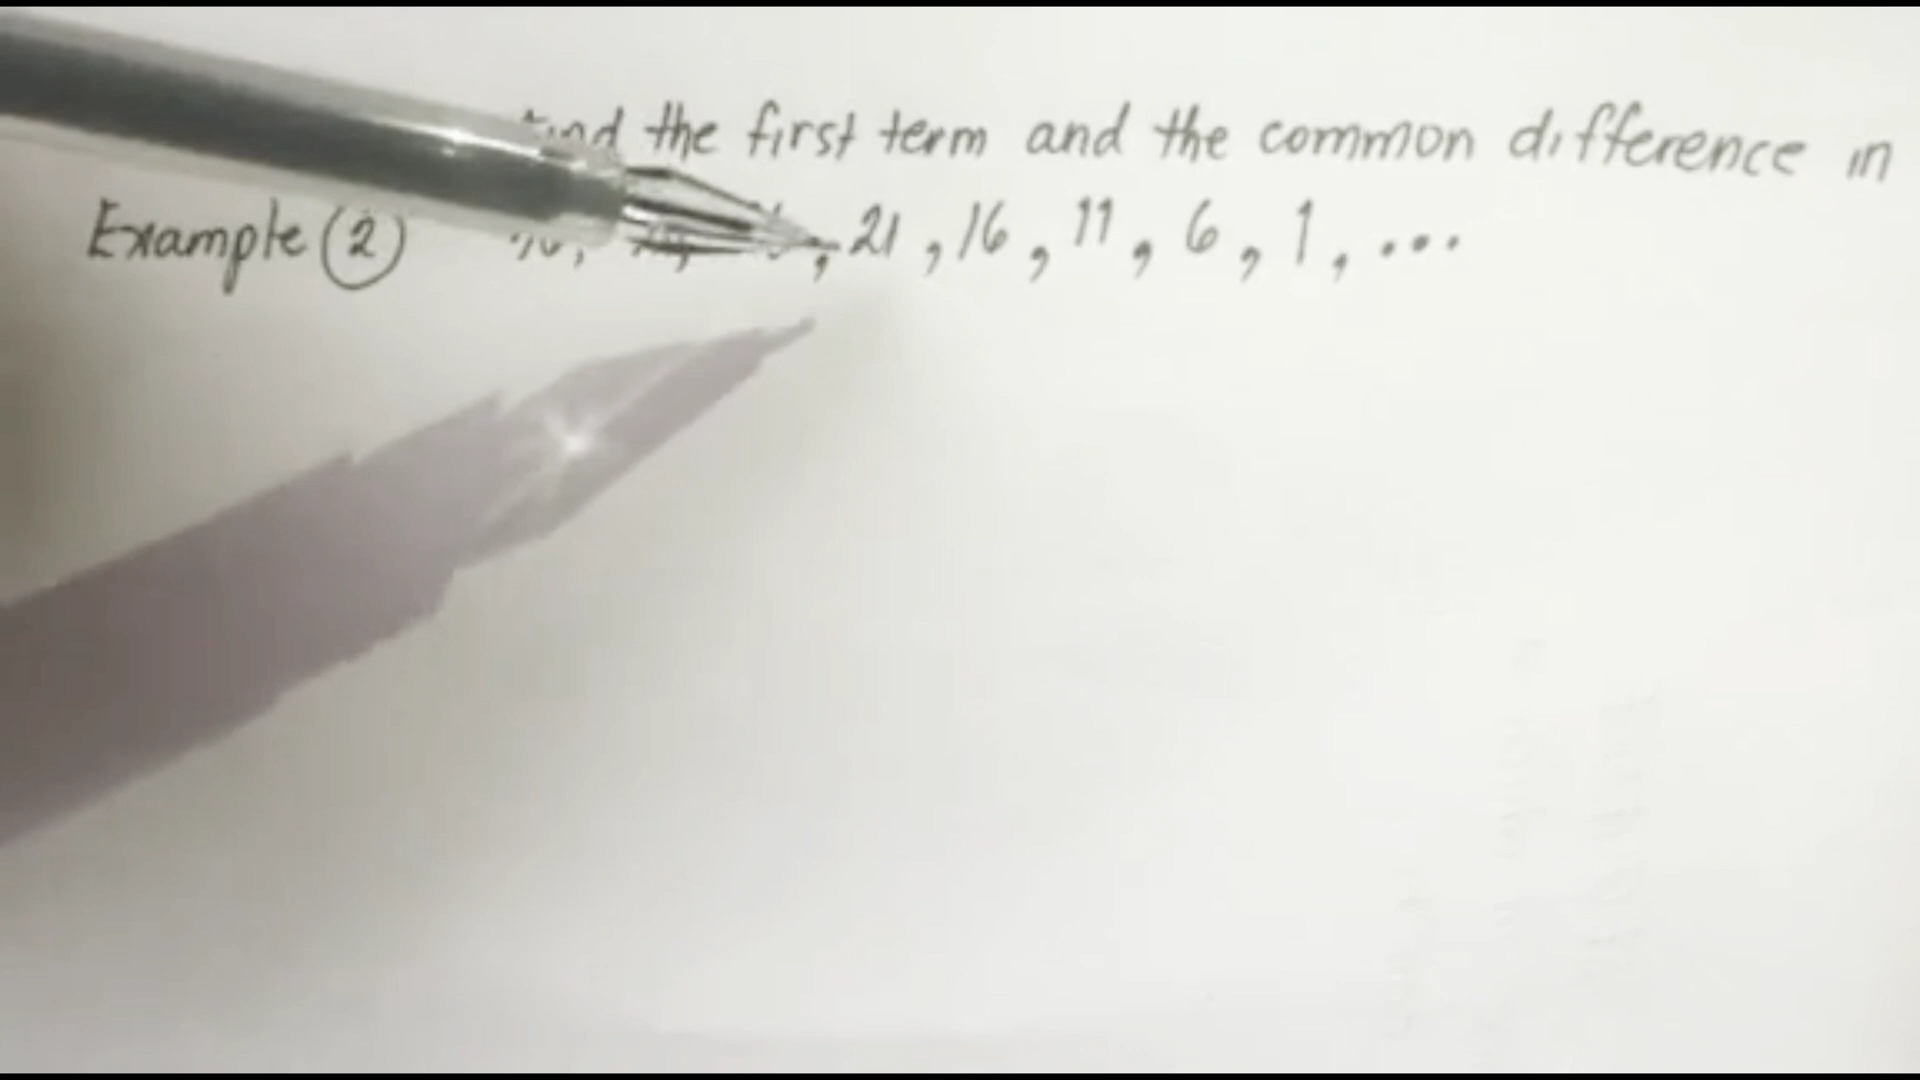 the first term and the common difference in
Example (2) , 21 , 16 , 11 , 6 , 1 , ...